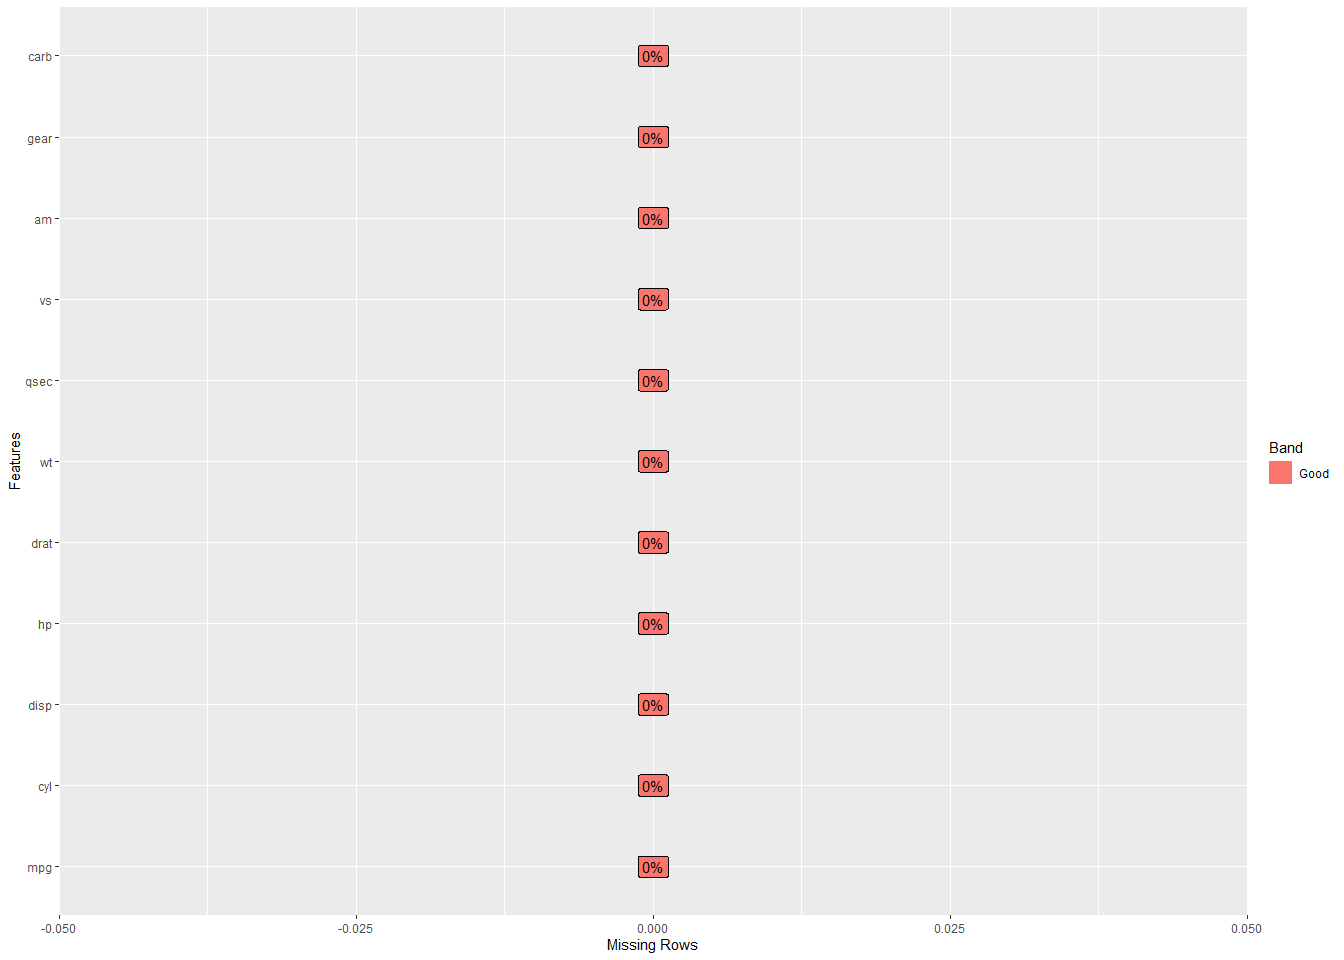 carb
0%
gear
0%
am
0%
vs
0%
qsec
0%
wt
0%
drat
0%
hp
0%
disp
0%
cyl
0%
mpg
0%
Features
-0.050
-0.025
0.000
0.025
0.050
Missing Rows
Band
Good